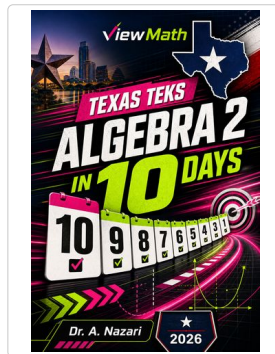 ViewMath
TEXAS TEKS
ALGEBRA 2
IN 10 DAYS
10 9 8 7 6 5 4 3
Dr. A. Nazari
2026